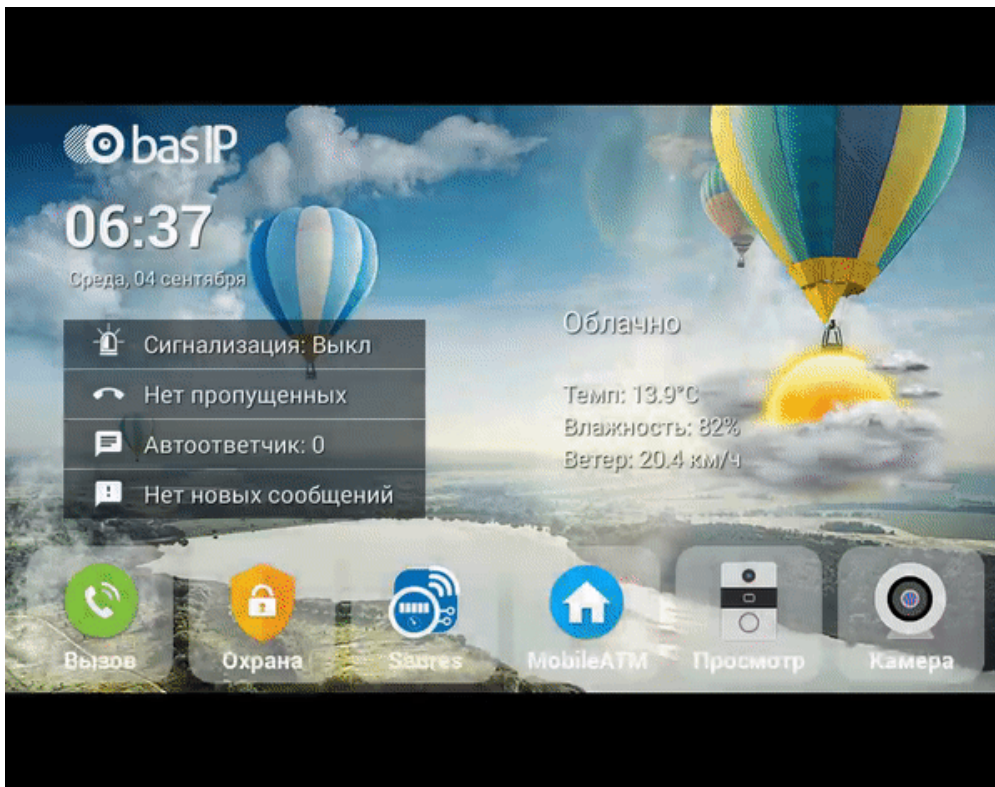 bas IP
06:37
Среда, 04 сентября
Сигнализация: Выкл
Нет пропущенных
Автоответчик: 0
Нет новых сообщений
Облачно
Темп: 13.9°C
Влажность: 82%
Ветер: 20.4 км/ч
Вызов
Охрана
Saures
MobileATM
Просмотр
Камера